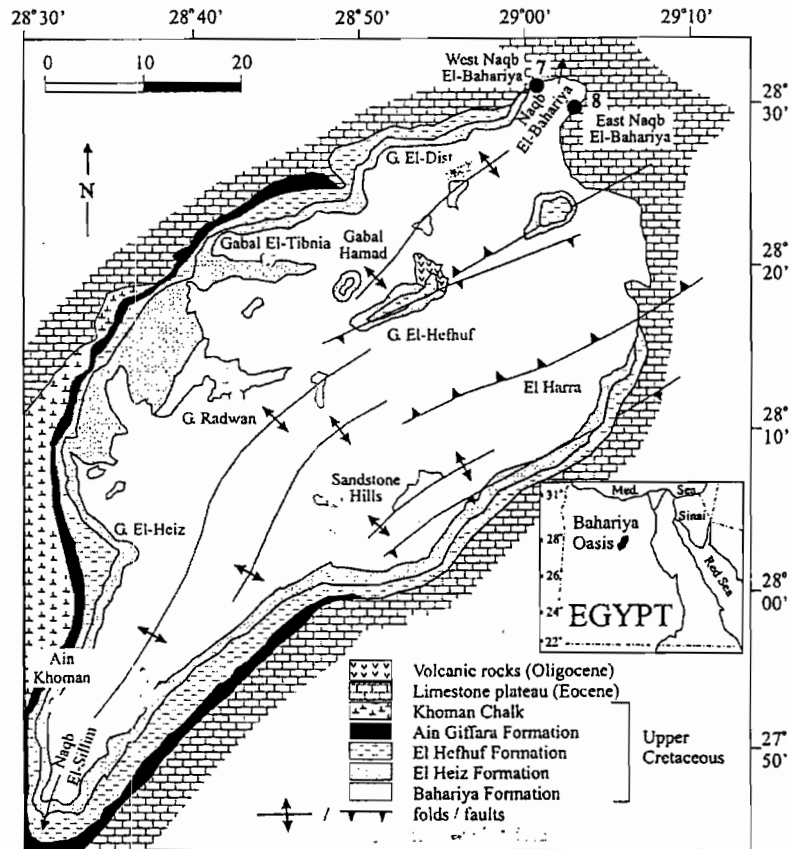 28°30' 28°40' 28°50' 29°00' 29°10'
0 10 20
West Naqb
El-Bahariya
7
8
Naqb
El-Bahariya
East Naqb
El-Bahariya
28°
30'
N
G. El-Dist
Gabal El-Tibnia
Gabal
Hamad
28°
20'
G. El-Hefhuf
El Harra
G. Radwan
28°
10'
Sandstone
Hills
G. El-Heiz
31°
Med. Sea
Sinai
Bahariya
Oasis
28°
26°
Red Sea
24°
EGYPT
22°
28°
00'
Ain
Khoman
Naqb
El-Sillim
27°
50'
Volcanic rocks (Oligocene)
Limestone plateau (Eocene)
Khoman Chalk
Ain Giffara Formation
El Hefhuf Formation
El Heiz Formation
Bahariya Formation
Upper
Cretaceous
/ folds / faults